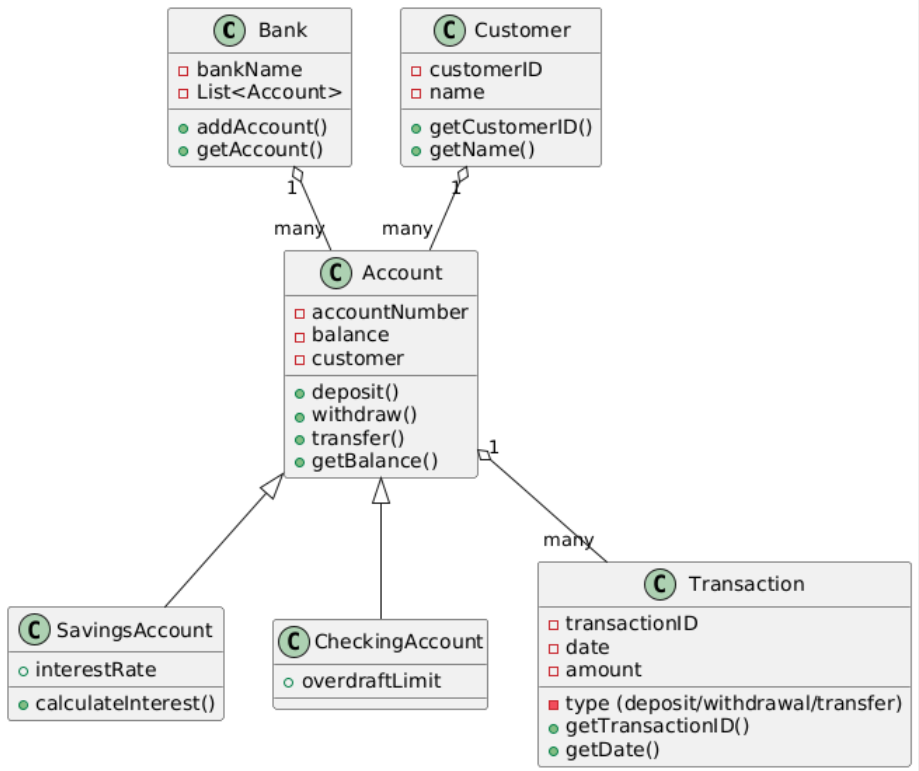 C Bank
bankName
List<Account>
addAccount()
getAccount()
C Customer
customerID
name
getCustomerID()
getName()
1
many
1
many
C Account
accountNumber
balance
customer
deposit()
withdraw()
transfer()
getBalance()
1
many
C SavingsAccount
interestRate
calculateInterest()
C CheckingAccount
overdraftLimit
C Transaction
transactionID
date
amount
type (deposit/withdrawal/transfer)
getTransactionID()
getDate()